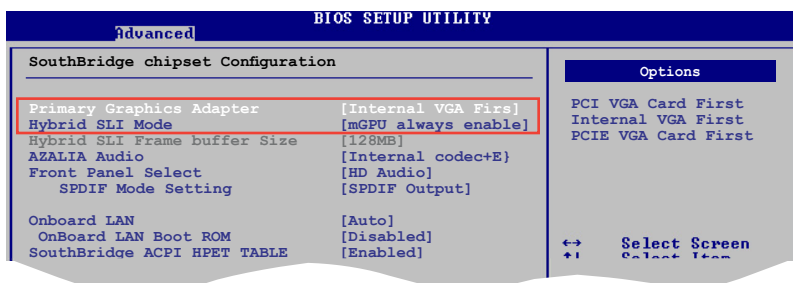 BIOS SETUP UTILITY
Advanced
SouthBridge chipset Configuration
Primary Graphics Adapter [Internal VGA Firs]
Hybrid SLI Mode [mGPU always enable]
Hybrid SLI Frame buffer Size [128MB]
AZALIA Audio [Internal codec+E}
Front Panel Select [HD Audio]
SPDIF Mode Setting [SPDIF Output]
Onboard LAN [Auto]
OnBoard LAN Boot ROM [Disabled]
SouthBridge ACPI HPET TABLE [Enabled]
Options
PCI VGA Card First
Internal VGA First
PCIE VGA Card First
←→ Select Screen
↑↓ Select Item